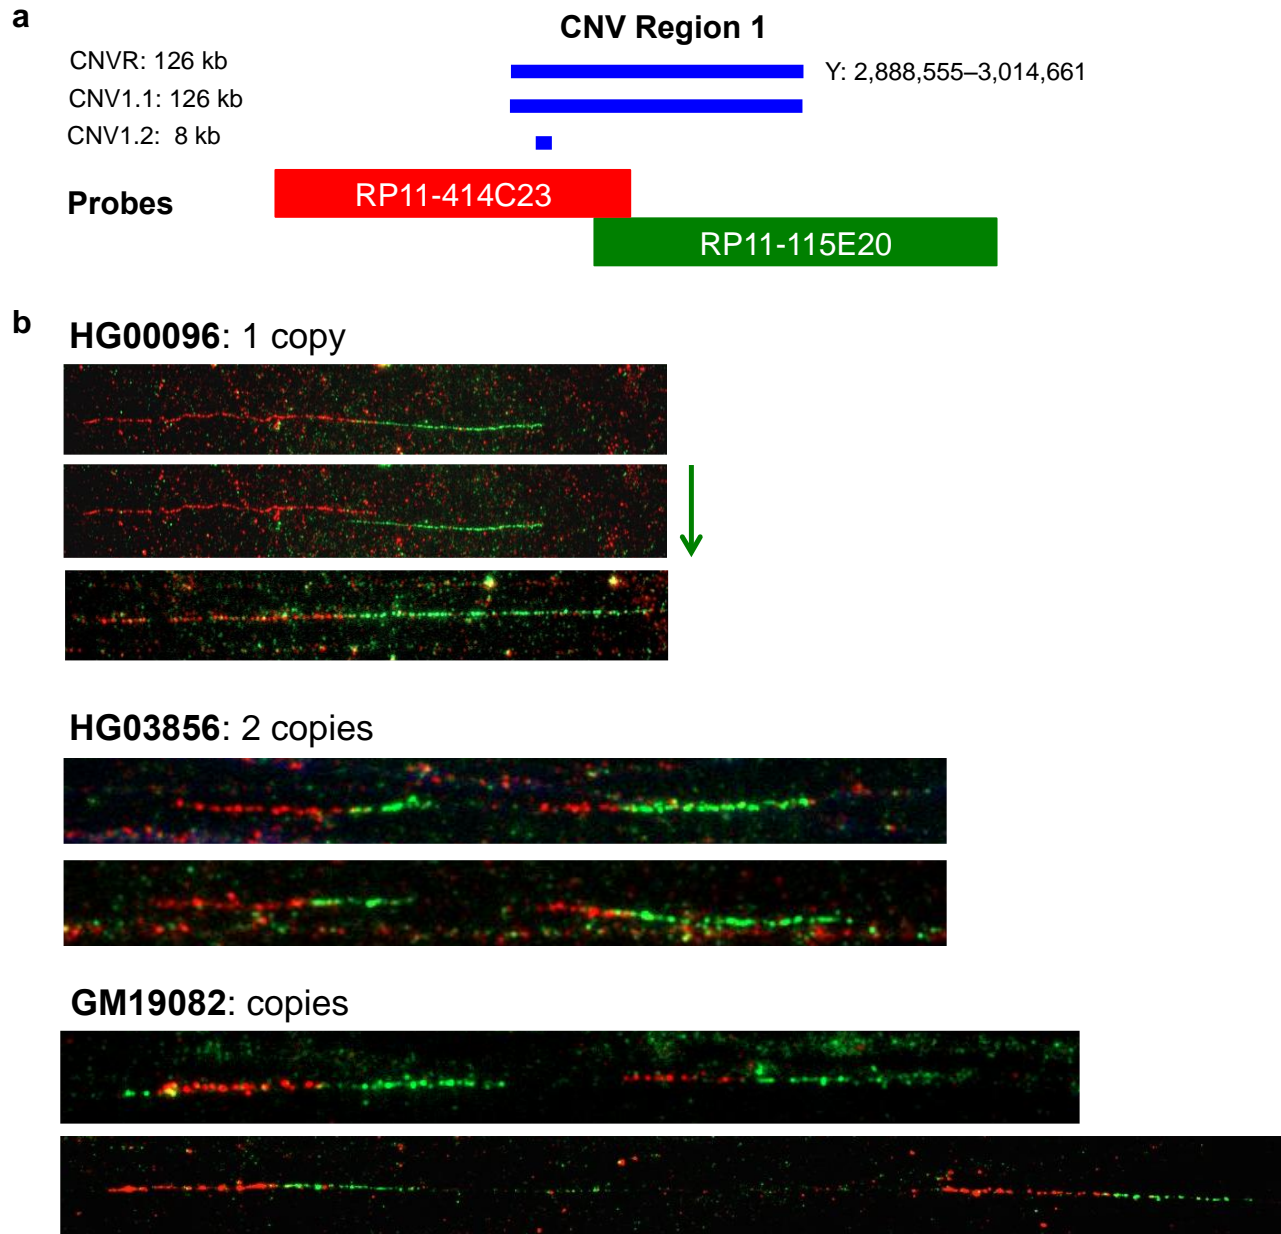 a
CNV Region 1
CNVR: 126 kb
Y: 2,888,555–3,014,661
CNV1.1: 126 kb
CNV1.2: 8 kb
Probes
RP11-414C23
RP11-115E20
b
HG00096: 1 copy
HG03856: 2 copies
GM19082: copies